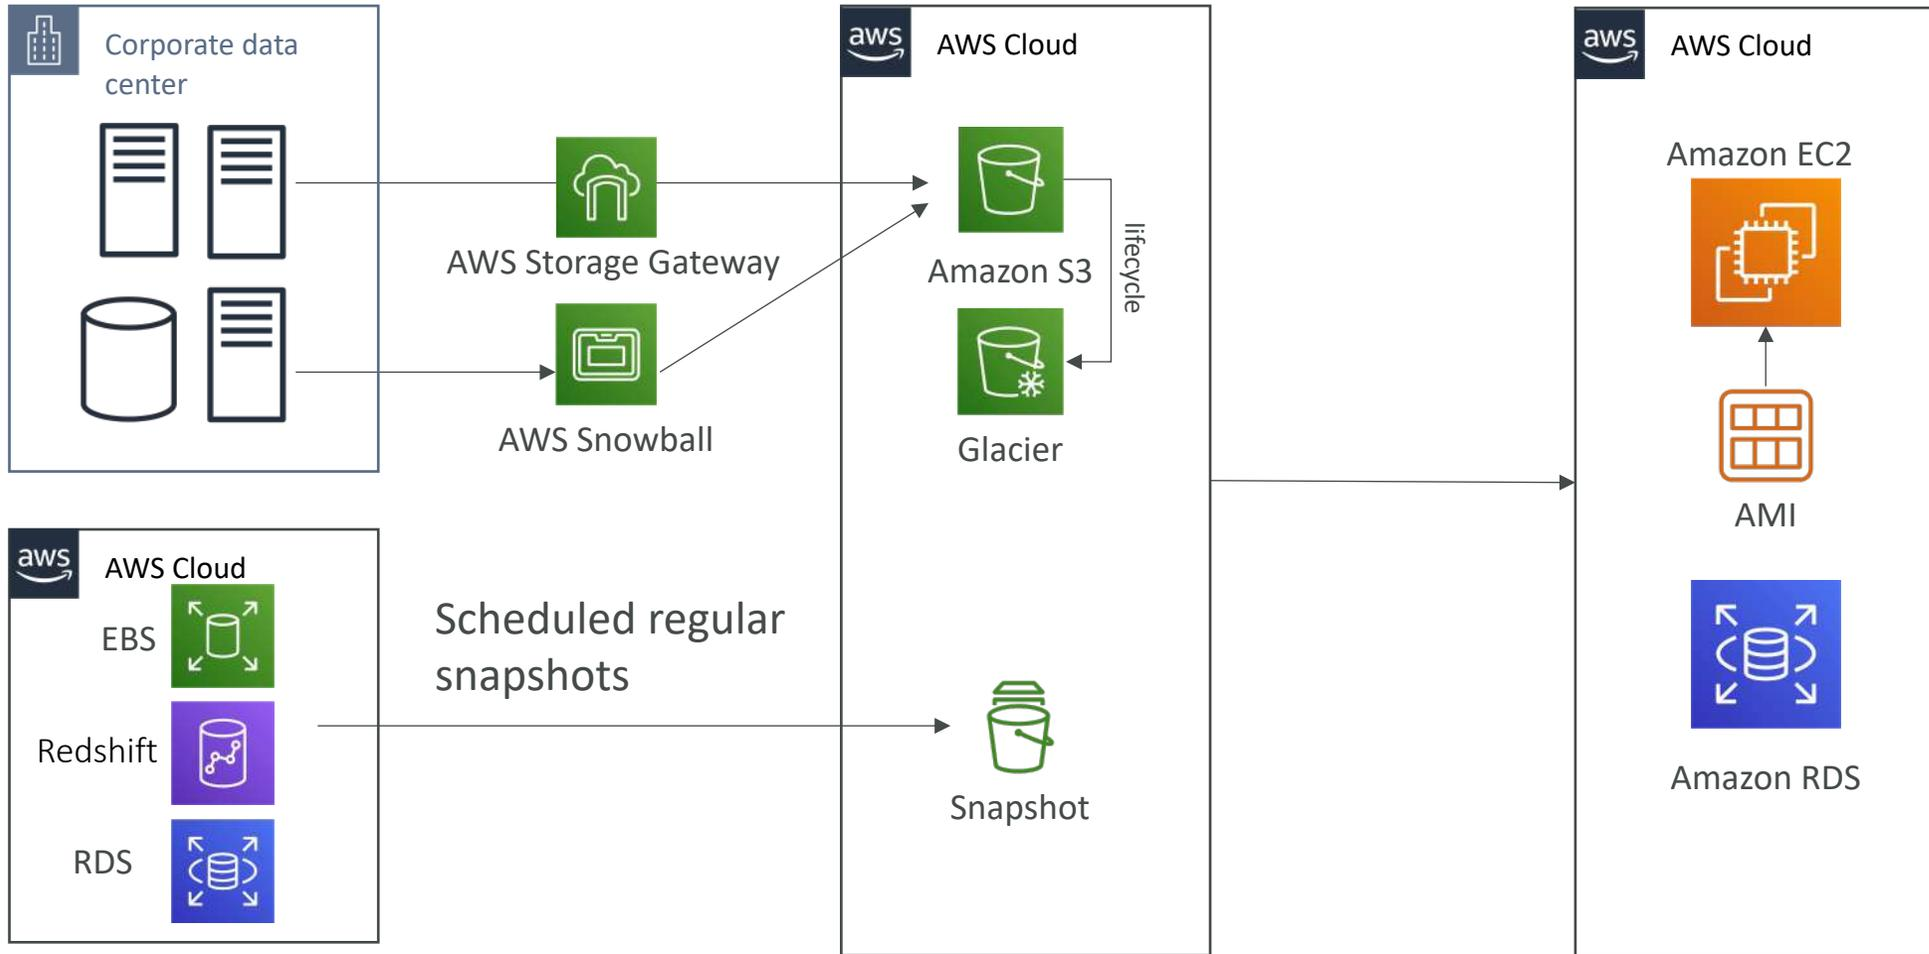 Corporate data
center
AWS Storage Gateway
AWS Snowball
aws
AWS Cloud
EBS
Redshift
RDS
Scheduled regular
snapshots
aws
AWS Cloud
Amazon S3
lifecycle
Glacier
Snapshot
aws
AWS Cloud
Amazon EC2
AMI
Amazon RDS